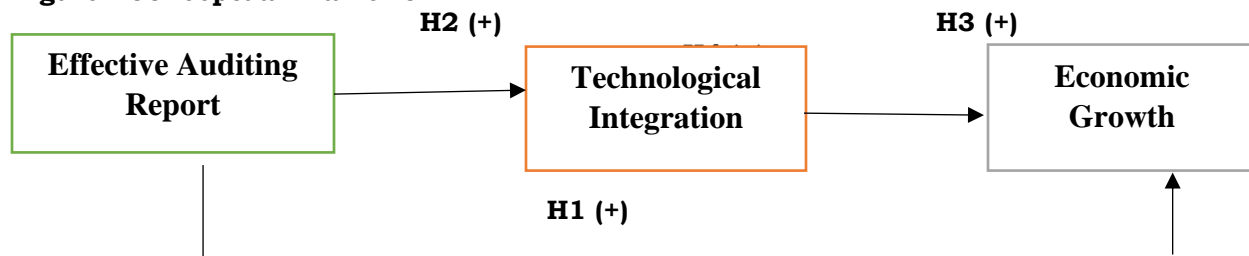 H2 (+)
H3 (+)
Effective Auditing
Report
Technological
Integration
Economic
Growth
H1 (+)